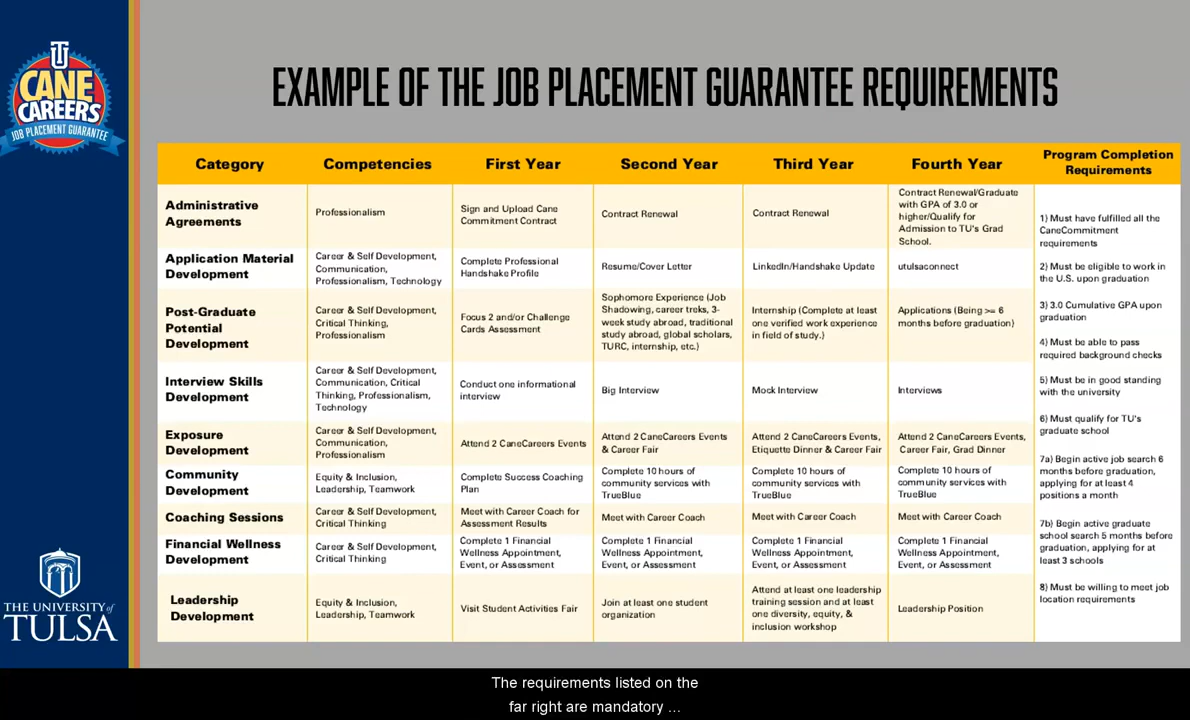 TU
CANE
CAREERS
JOB PLACEMENT GUARANTEE
EXAMPLE OF THE JOB PLACEMENT GUARANTEE REQUIREMENTS
Category
Competencies
First Year
Second Year
Third Year
Fourth Year
Program Completion
Requirements
Administrative
Agreements
Professionalism
Sign and Upload Cane
Commitment Contract
Contract Renewal
Contract Renewal
Contract Renewal/Graduate
with GPA of 3.0 or
higher/Qualify for
Admission to TU's Grad
School.
Application Material
Development
Career & Self Development,
Communication,
Professionalism, Technology
Complete Professional
Handshake Profile
Resume/Cover Letter
LinkedIn/Handshake Update
utulsaconnect
Post-Graduate
Potential
Development
Career & Self Development,
Critical Thinking,
Professionalism
Focus 2 and/or Challenge
Cards Assessment
Sophomore Experience (Job
Shadowing, career treks, 3-
week study abroad, traditional
study abroad, global scholars,
TURC, internship, etc.)
Internship (Complete at least
one verified work experience
in field of study.)
Applications (Being >= 6
months before graduation)
Interview Skills
Development
Career & Self Development,
Communication, Critical
Thinking, Professionalism,
Technology
Conduct one informational
interview
Big Interview
Mock Interview
Interviews
Exposure
Development
Career & Self Development,
Communication,
Professionalism
Attend 2 CaneCareers Events
Attend 2 CaneCareers Events
& Career Fair
Attend 2 CaneCareers Events,
Etiquette Dinner & Career Fair
Attend 2 CaneCareers Events,
Career Fair, Grad Dinner
Community
Development
Equity & Inclusion,
Leadership, Teamwork
Complete Success Coaching
Plan
Complete 10 hours of
community services with
TrueBlue
Complete 10 hours of
community services with
TrueBlue
Complete 10 hours of
community services with
TrueBlue
Coaching Sessions
Career & Self Development,
Critical Thinking
Meet with Career Coach for
Assessment Results
Meet with Career Coach
Meet with Career Coach
Meet with Career Coach
Financial Wellness
Development
Career & Self Development,
Critical Thinking
Complete 1 Financial
Wellness Appointment,
Event, or Assessment
Complete 1 Financial
Wellness Appointment,
Event, or Assessment
Complete 1 Financial
Wellness Appointment,
Event, or Assessment
Complete 1 Financial
Wellness Appointment,
Event, or Assessment
Leadership
Development
Equity & Inclusion,
Leadership, Teamwork
Visit Student Activities Fair
Join at least one student
organization
Attend at least one leadership
training session and at least
one diversity, equity, &
inclusion workshop
Leadership Position
1) Must have fulfilled all the
CaneCommitment
requirements
2) Must be eligible to work in
the U.S. upon graduation
3) 3.0 Cumulative GPA upon
graduation
4) Must be able to pass
required background checks
5) Must be in good standing
with the university
6) Must qualify for TU's
graduate school
7a) Begin active job search 6
months before graduation,
applying for at least 4
positions a month
7b) Begin active graduate
school search 5 months before
graduation, applying for at
least 3 schools
8) Must be willing to meet job
location requirements
THE UNIVERSITY of
TULSA
The requirements listed on the
far right are mandatory ...